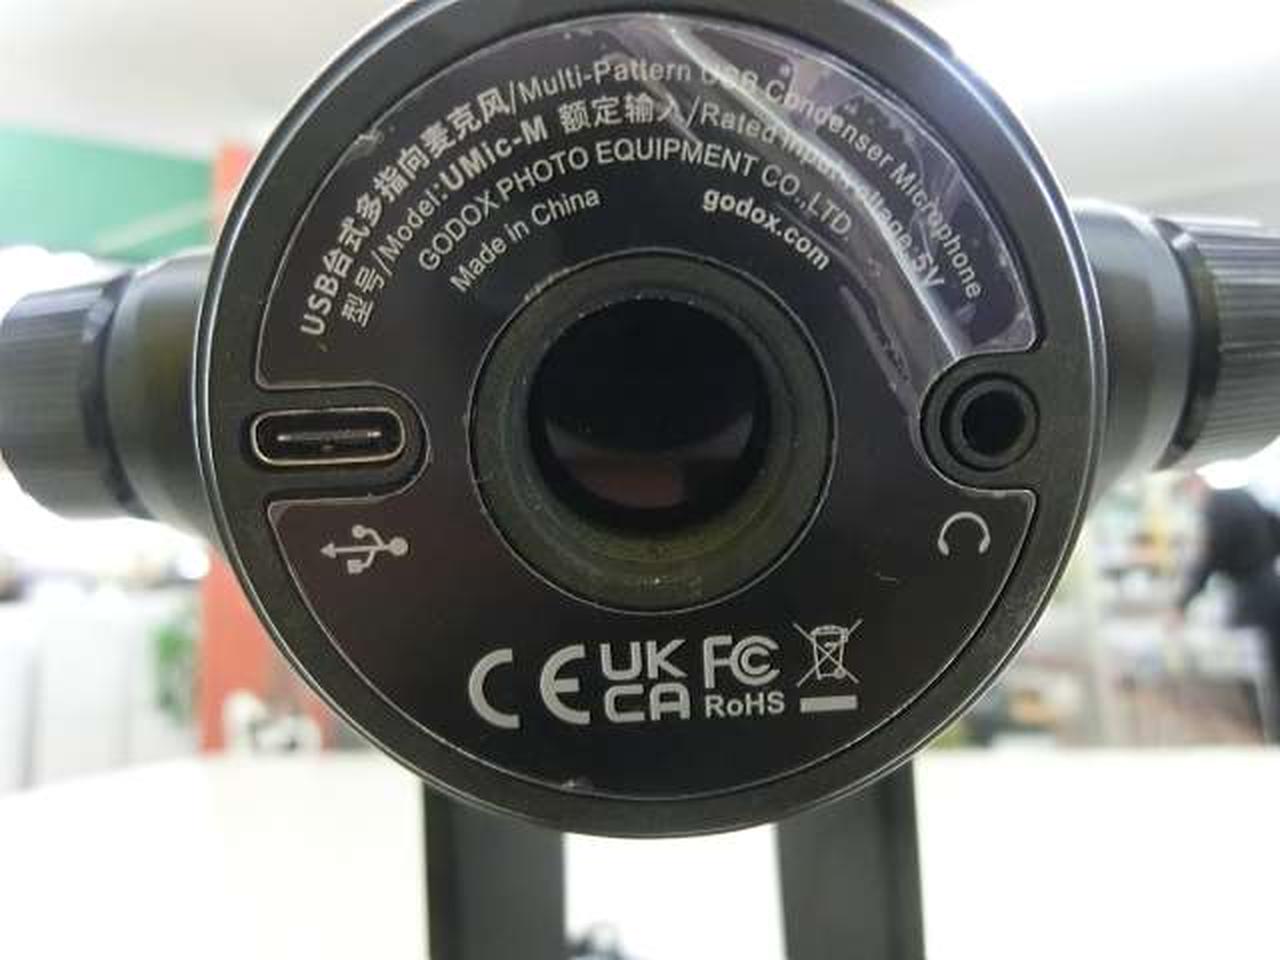 USB台式多指向麦克风/Multi-Pattern USB Condenser Microphone
型号/Model:UMic-M 额定输入/Rated Input Voltage:5V
GODOX PHOTO EQUIPMENT CO.,LTD.
Made in China godox.com
CE UKCA FC
RoHS